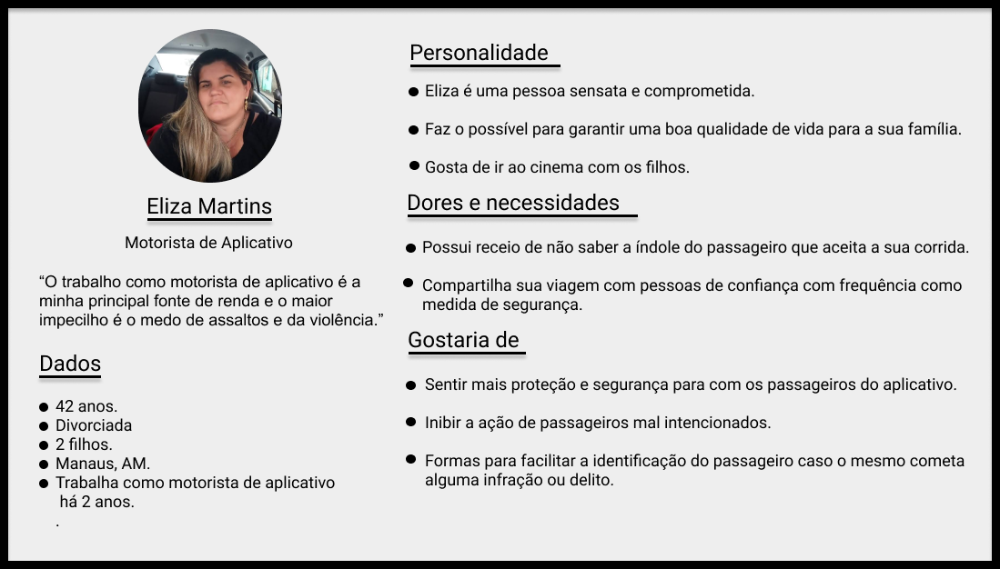 Eliza Martins
Motorista de Aplicativo
“O trabalho como motorista de aplicativo é a
minha principal fonte de renda e o maior
impecilho é o medo de assaltos e da violência.”
Dados
● 42 anos.
● Divorciada
● 2 filhos.
● Manaus, AM.
● Trabalha como motorista de aplicativo
há 2 anos.
.
Personalidade
● Eliza é uma pessoa sensata e comprometida.
● Faz o possível para garantir uma boa qualidade de vida para a sua família.
● Gosta de ir ao cinema com os filhos.
Dores e necessidades
● Possui receio de não saber a índole do passageiro que aceita a sua corrida.
● Compartilha sua viagem com pessoas de confiança com frequência como
medida de segurança.
Gostaria de
● Sentir mais proteção e segurança para com os passageiros do aplicativo.
● Inibir a ação de passageiros mal intencionados.
● Formas para facilitar a identificação do passageiro caso o mesmo cometa
alguma infração ou delito.